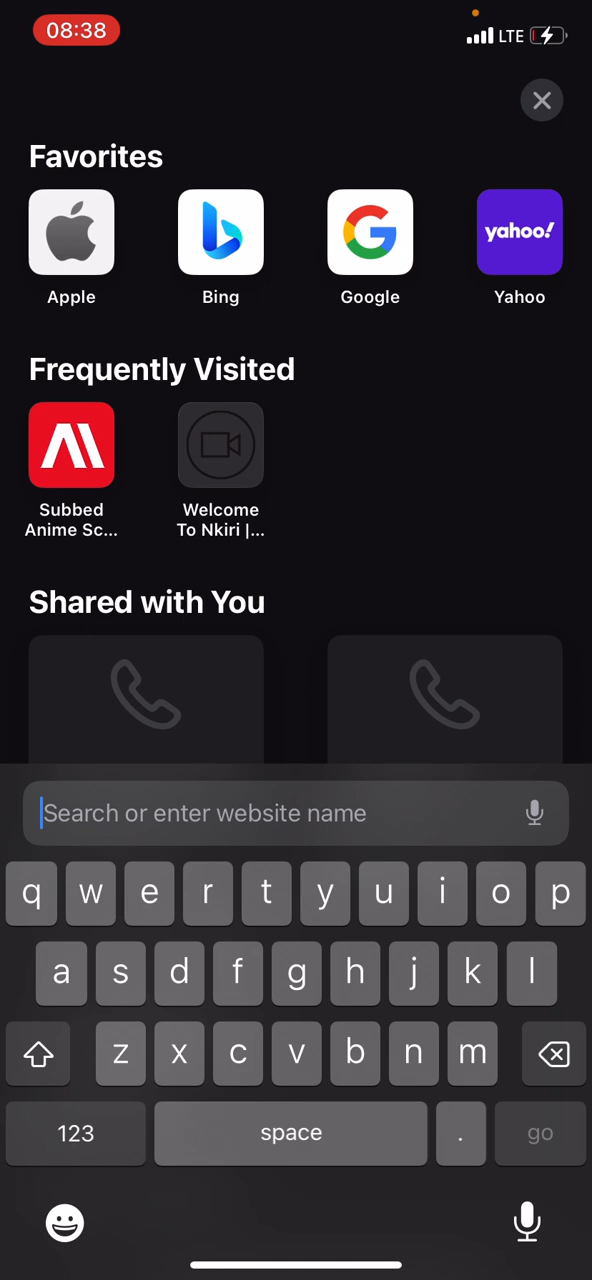 08:38
LTE
Favorites
yahoo!
Apple
Bing
Google
Yahoo
Frequently Visited
Subbed
Anime Sc...
Welcome
To Nkiri |...
Shared with You
Search or enter website name
q w e r t y u i o p
a s d f g h j k l
z x c v b n m
123 space . go